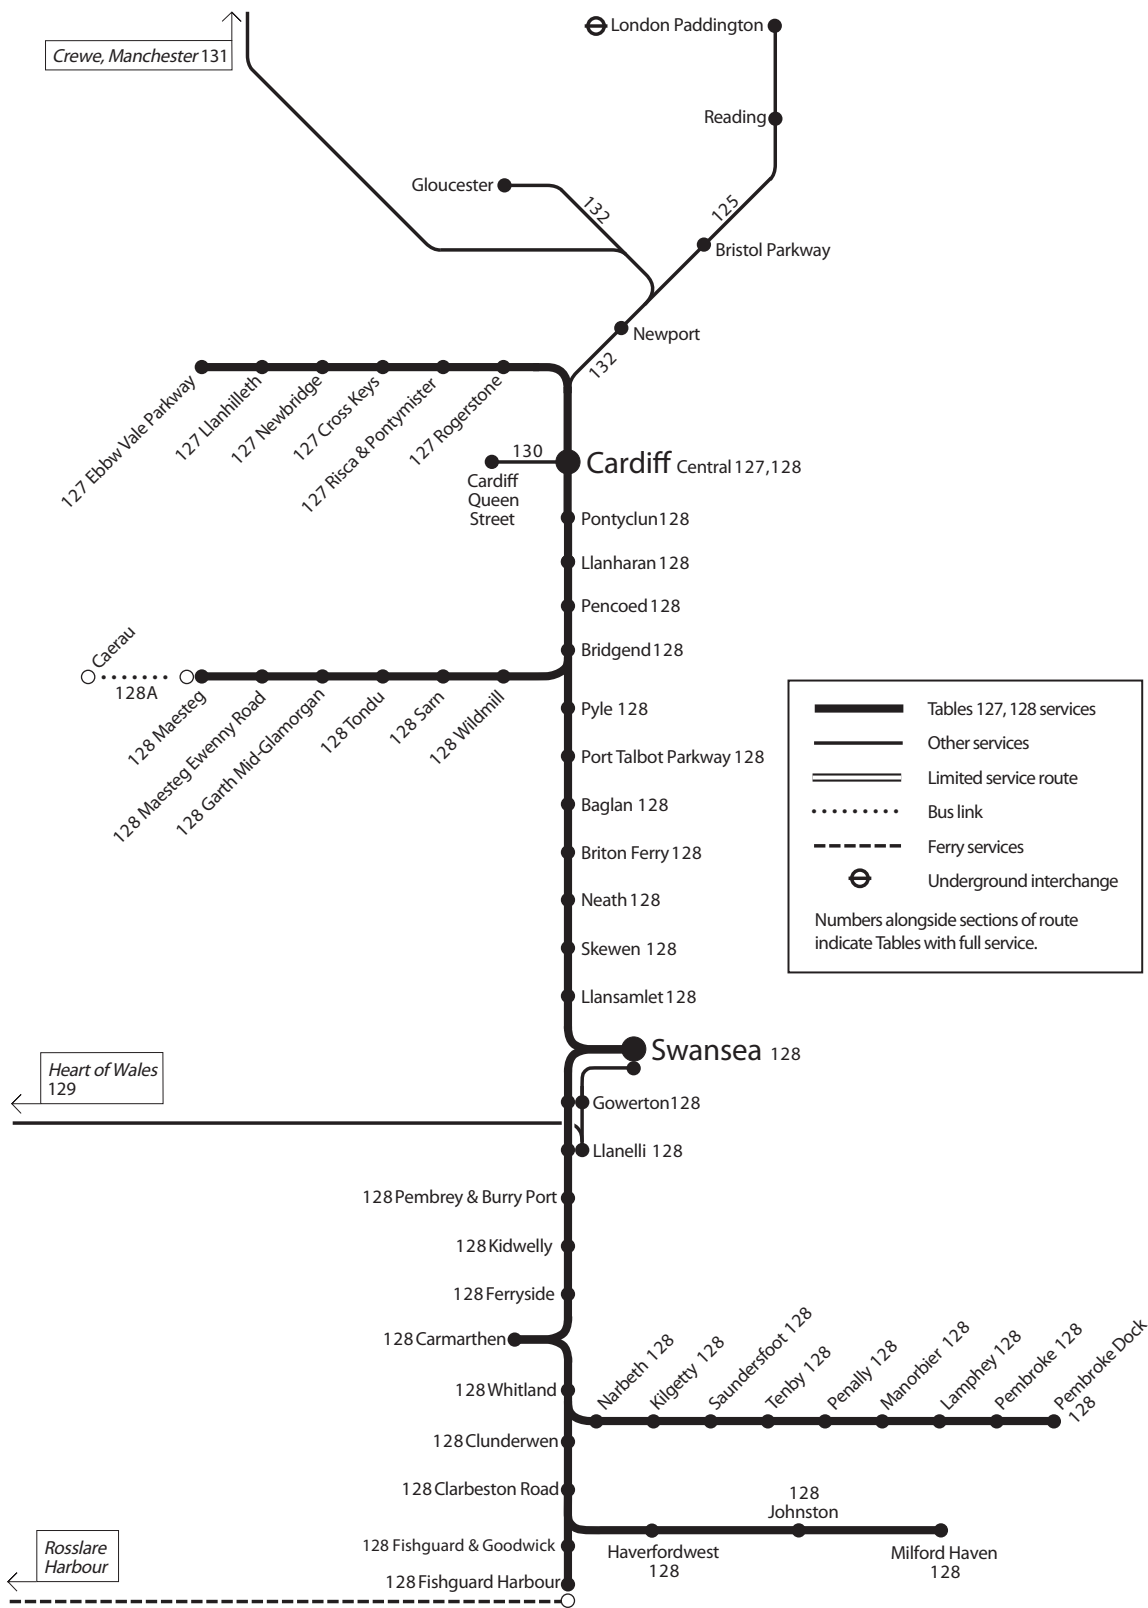 London Paddington
Crewe, Manchester 131
Reading
Gloucester
132
125
Bristol Parkway
Newport
132
127 Ebbw Vale Parkway
127 Llanhilleth
127 Newbridge
127 Cross Keys
127 Risca & Pontymister
127 Rogerstone
130
Cardiff Central 127,128
Cardiff
Queen
Street
Pontyclun 128
Llanharan 128
Pencoed 128
Bridgend 128
Caerau
128A
128 Maesteg
128 Maesteg Ewenny Road
128 Garth Mid-Glamorgan
128 Tondu
128 Sarn
128 Wildmill
Pyle 128
Port Talbot Parkway 128
Baglan 128
Briton Ferry 128
Neath 128
Skewen 128
Llansamlet 128
Tables 127, 128 services
Other services
Limited service route
Bus link
Ferry services
Underground interchange
Numbers alongside sections of route
indicate Tables with full service.
Swansea 128
Heart of Wales
129
Gowerton 128
Llanelli 128
128 Pembrey & Burry Port
128 Kidwelly
128 Ferryside
128 Carmarthen
128 Whitland
Narbeth 128
Kilgetty 128
Saundersfoot 128
Tenby 128
Penally 128
Manorbier 128
Lamphey 128
Pembroke 128
Pembroke Dock
128
128 Clunderwen
128 Clarbeston Road
128
Johnston
Haverfordwest
128
Milford Haven
128
128 Fishguard & Goodwick
Rosslare
Harbour
128 Fishguard Harbour